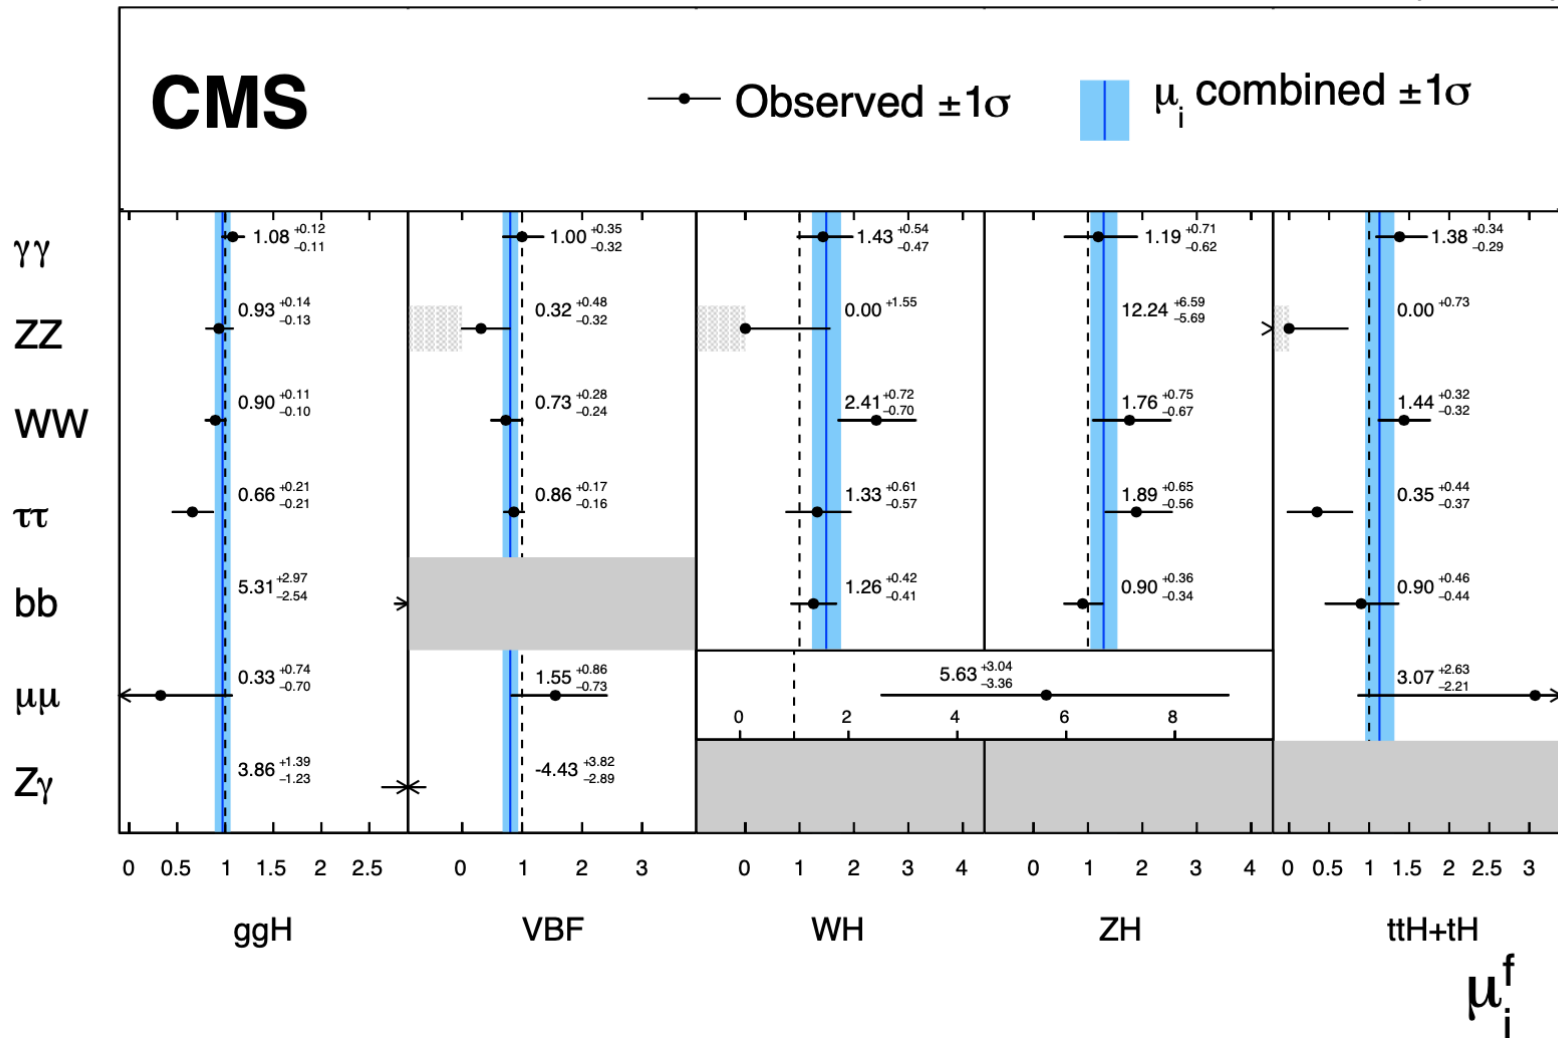 CMS
Observed ±1σ
μi combined ±1σ
γγ 1.08 +0.12 −0.11 1.00 +0.35 −0.32 1.43 +0.54 −0.47 1.19 +0.71 −0.62 1.38 +0.34 −0.29
ZZ 0.93 +0.14 −0.13 0.32 +0.48 −0.32 0.00 +1.55 12.24 +6.59 −5.69 0.00 +0.73
WW 0.90 +0.11 −0.10 0.73 +0.28 −0.24 2.41 +0.72 −0.70 1.76 +0.75 −0.67 1.44 +0.32 −0.32
ττ 0.66 +0.21 −0.21 0.86 +0.17 −0.16 1.33 +0.61 −0.57 1.89 +0.65 −0.56 0.35 +0.44 −0.37
bb 5.31 +2.97 −2.54 1.26 +0.42 −0.41 0.90 +0.36 −0.34 0.90 +0.46 −0.44
μμ 0.33 +0.74 −0.70 1.55 +0.86 −0.73 5.63 +3.04 −3.36 3.07 +2.63 −2.21
0 2 4 6 8
Zγ 3.86 +1.39 −1.23 -4.43 +3.82 −2.89
0 0.5 1 1.5 2 2.5 0 1 2 3 0 1 2 3 4 0 1 2 3 4 0 0.5 1 1.5 2 2.5 3
ggH VBF WH ZH ttH+tH
μif